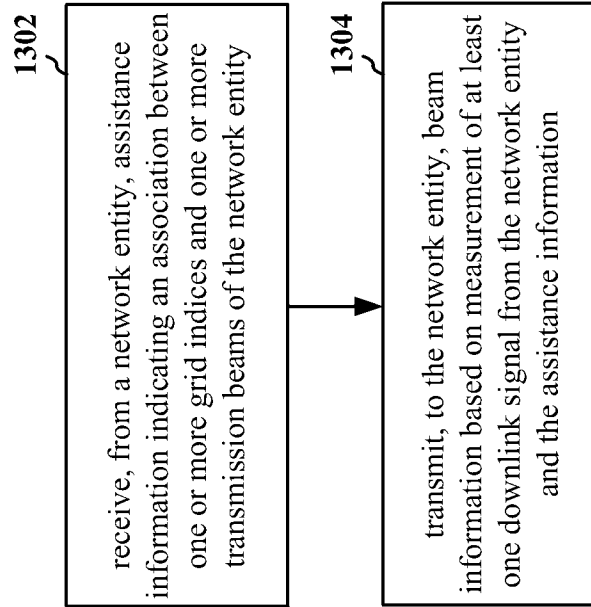 1302
receive, from a network entity, assistance
information indicating an association between
one or more grid indices and one or more
transmission beams of the network entity
1304
transmit, to the network entity, beam
information based on measurement of at least
one downlink signal from the network entity
and the assistance information